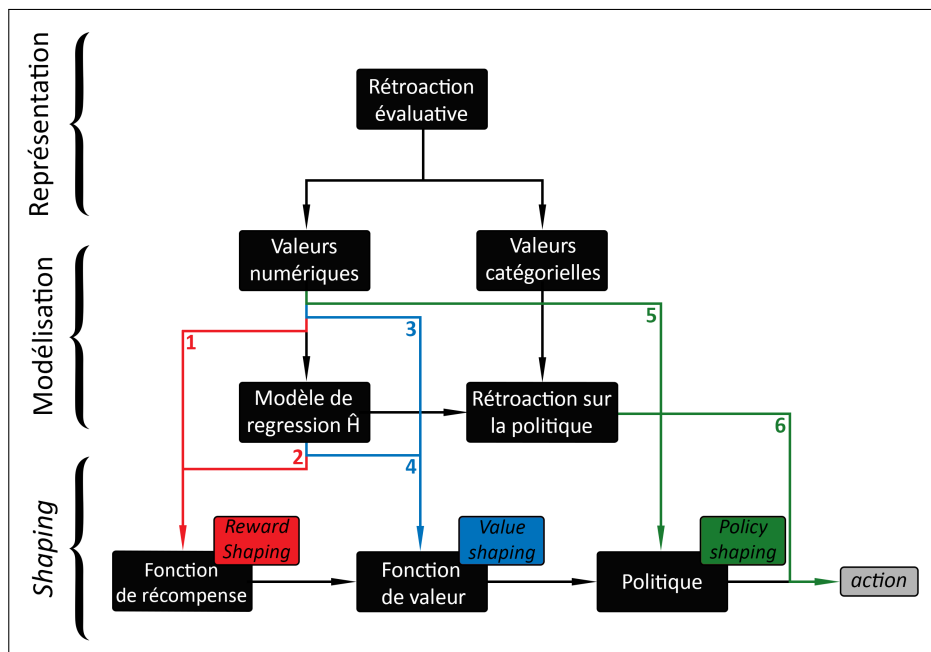 Représentation
Rétroaction
évaluative
Valeurs
numériques
Valeurs
catégorielles
Modélisation
1
3
5
Modèle de
regression Ĥ
Rétroaction sur
la politique
2
4
6
Shaping
Reward
Shaping
Value
shaping
Policy
shaping
Fonction
de récompense
Fonction
de valeur
Politique
action